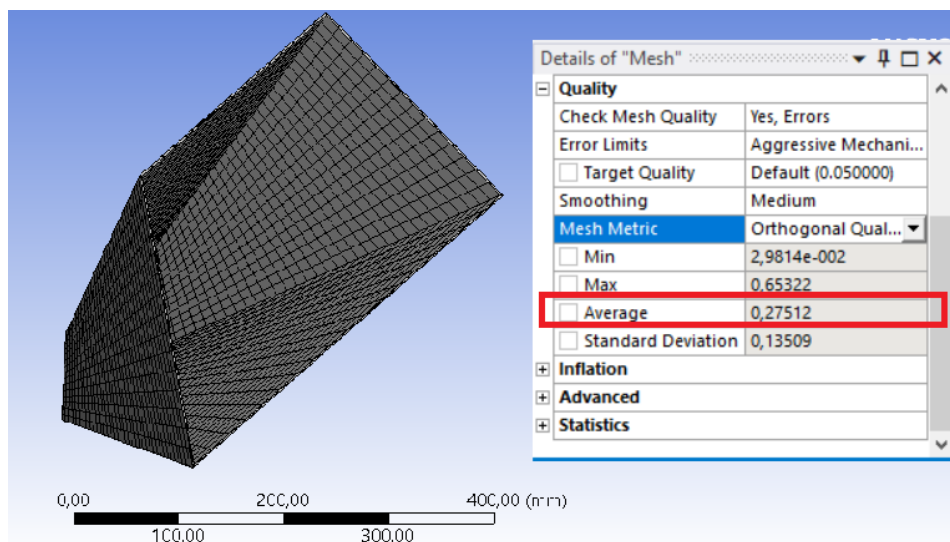 Details of "Mesh"
Quality
Check Mesh Quality Yes, Errors
Error Limits Aggressive Mechani...
Target Quality Default (0.050000)
Smoothing Medium
Mesh Metric Orthogonal Qual...
Min 2,9814e-002
Max 0,65322
Average 0,27512
Standard Deviation 0,13509
Inflation
Advanced
Statistics
0,00 200,00 400,00 (mm)
100,00 300,00